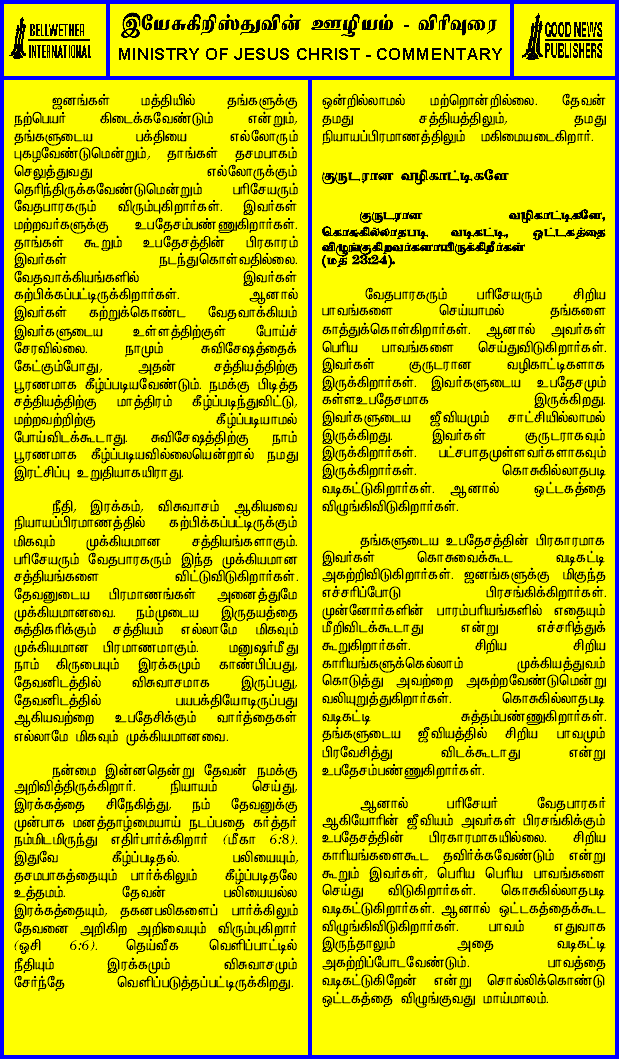 BELLWETHER
INTERNATIONAL
இயேசுகிறிஸ்துவின் ஊழியம் - விரிவுரை
MINISTRY OF JESUS CHRIST - COMMENTARY
GOOD NEWS
PUBLISHERS
ஜனங்கள் மத்தியில் தங்களுக்கு
நற்பெயர் கிடைக்கவேண்டும் என்றும்,
தங்களுடைய பக்தியை எல்லோரும்
புகழவேண்டுமென்றும், தாங்கள் தசமபாகம்
செலுத்துவது எல்லோருக்கும்
தெரிந்திருக்கவேண்டுமென்றும் பரிசேயரும்
வேதபாரகரும் விரும்புகிறார்கள். இவர்கள்
மற்றவர்களுக்கு உபதேசம்பண்ணுகிறார்கள்.
தாங்கள் கூறும் உபதேசத்தின் பிரகாரம்
இவர்கள் நடந்துகொள்வதில்லை.
வேதவாக்கியங்களில் இவர்கள்
கற்பிக்கப்பட்டிருக்கிறார்கள். ஆனால்
இவர்கள் கற்றுக்கொண்ட வேதவாக்கியம்
இவர்களுடைய உள்ளத்திற்குள் போய்ச்
சேரவில்லை. நாமும் சுவிசேஷத்தைக்
கேட்கும்போது, அதன் சத்தியத்திற்கு
பூரணமாக கீழ்ப்படியவேண்டும். நமக்கு பிடித்த
சத்தியத்திற்கு மாத்திரம் கீழ்ப்படிந்துவிட்டு,
மற்றவற்றிற்கு கீழ்ப்படியாமல்
போய்விடக்கூடாது. சுவிசேஷத்திற்கு நாம்
பூரணமாக கீழ்ப்படியவில்லையென்றால் நமது
இரட்சிப்பு உறுதியாகயிராது.
நீதி, இரக்கம், விசுவாசம் ஆகியவை
நியாயப்பிரமாணத்தில் கற்பிக்கப்பட்டிருக்கும்
மிகவும் முக்கியமான சத்தியங்களாகும்.
பரிசேயரும் வேதபாரகரும் இந்த முக்கியமான
சத்தியங்களை விட்டுவிடுகிறார்கள்.
தேவனுடைய பிரமாணங்கள் அனைத்துமே
முக்கியமானவை. நம்முடைய இருதயத்தை
சுத்திகரிக்கும் சத்தியம் எல்லாமே மிகவும்
முக்கியமான பிரமாணமாகும். மனுஷர்மீது
நாம் கிருபையும் இரக்கமும் காண்பிப்பது,
தேவனிடத்தில் விசுவாசமாக இருப்பது,
தேவனிடத்தில் பயபக்தியோடிருப்பது
ஆகியவற்றை உபதேசிக்கும் வார்த்தைகள்
எல்லாமே மிகவும் முக்கியமானவை.
நன்மை இன்னதென்று தேவன் நமக்கு
அறிவித்திருக்கிறார். நியாயம் செய்து,
இரக்கத்தை சிநேகித்து, நம் தேவனுக்கு
முன்பாக மனத்தாழ்மையாய் நடப்பதை கர்த்தர்
நம்மிடமிருந்து எதிர்பார்க்கிறார் (மீகா 6:8).
இதுவே கீழ்ப்படிதல். பலியையும்,
தசமபாகத்தையும் பார்க்கிலும் கீழ்ப்படிதலே
உத்தமம். தேவன் பலியையல்ல
இரக்கத்தையும், தகனபலிகளைப் பார்க்கிலும்
தேவனை அறிகிற அறிவையும் விரும்புகிறார்
(ஓசி 6:6). தெய்வீக வெளிப்பாட்டில்
நீதியும் இரக்கமும் விசுவாசமும்
சேர்ந்தே வெளிப்படுத்தப்பட்டிருக்கிறது.
ஒன்றில்லாமல் மற்றொன்றில்லை. தேவன்
தமது சத்தியத்திலும், தமது
நியாயப்பிரமாணத்திலும் மகிமையடைகிறார்.
குருடரான வழிகாட்டிகளே
குருடரான வழிகாட்டிகளே,
கொசுகில்லாதபடி வடிகட்டி, ஒட்டகத்தை
விழுங்குகிறவர்களாயிருக்கிறீர்கள்
(மத் 23:24).
வேதபாரகரும் பரிசேயரும் சிறிய
பாவங்களை செய்யாமல் தங்களை
காத்துக்கொள்கிறார்கள். ஆனால் அவர்கள்
பெரிய பாவங்களை செய்துவிடுகிறார்கள்.
இவர்கள் குருடரான வழிகாட்டிகளாக
இருக்கிறார்கள். இவர்களுடைய உபதேசமும்
கள்ளஉபதேசமாக இருக்கிறது.
இவர்களுடைய ஜீவியமும் சாட்சியில்லாமல்
இருக்கிறது. இவர்கள் குருடராகவும்
இருக்கிறார்கள். பட்சபாதமுள்ளவர்களாகவும்
இருக்கிறார்கள். கொசுகில்லாதபடி
வடிகட்டுகிறார்கள். ஆனால் ஒட்டகத்தை
விழுங்கிவிடுகிறார்கள்.
தங்களுடைய உபதேசத்தின் பிரகாரமாக
இவர்கள் கொசுவைக்கூட வடிகட்டி
அகற்றிவிடுகிறார்கள். ஜனங்களுக்கு மிகுந்த
எச்சரிப்போடு பிரசங்கிக்கிறார்கள்.
முன்னோர்களின் பாரம்பரியங்களில் எதையும்
மீறிவிடக்கூடாது என்று எச்சரித்துக்
கூறுகிறார்கள். சிறிய சிறிய
காரியங்களுக்கெல்லாம் முக்கியத்துவம்
கொடுத்து அவற்றை அகற்றவேண்டுமென்று
வலியுறுத்துகிறார்கள். கொசுகில்லாதபடி
வடிகட்டி சுத்தம்பண்ணுகிறார்கள்.
தங்களுடைய ஜீவியத்தில் சிறிய பாவமும்
பிரவேசித்து விடக்கூடாது என்று
உபதேசம்பண்ணுகிறார்கள்.
ஆனால் பரிசேயர் வேதபாரகர்
ஆகியோரின் ஜீவியம் அவர்கள் பிரசங்கிக்கும்
உபதேசத்தின் பிரகாரமாகயில்லை. சிறிய
காரியங்களைகூட தவிர்க்கவேண்டும் என்று
கூறும் இவர்கள், பெரிய பெரிய பாவங்களை
செய்து விடுகிறார்கள். கொசுகில்லாதபடி
வடிகட்டுகிறார்கள். ஆனால் ஒட்டகத்தைக்கூட
விழுங்கிவிடுகிறார்கள். பாவம் எதுவாக
இருந்தாலும் அதை வடிகட்டி
அகற்றிப்போடவேண்டும். பாவத்தை
வடிகட்டுகிறேன் என்று சொல்லிக்கொண்டு
ஒட்டகத்தை விழுங்குவது மாய்மாலம்.